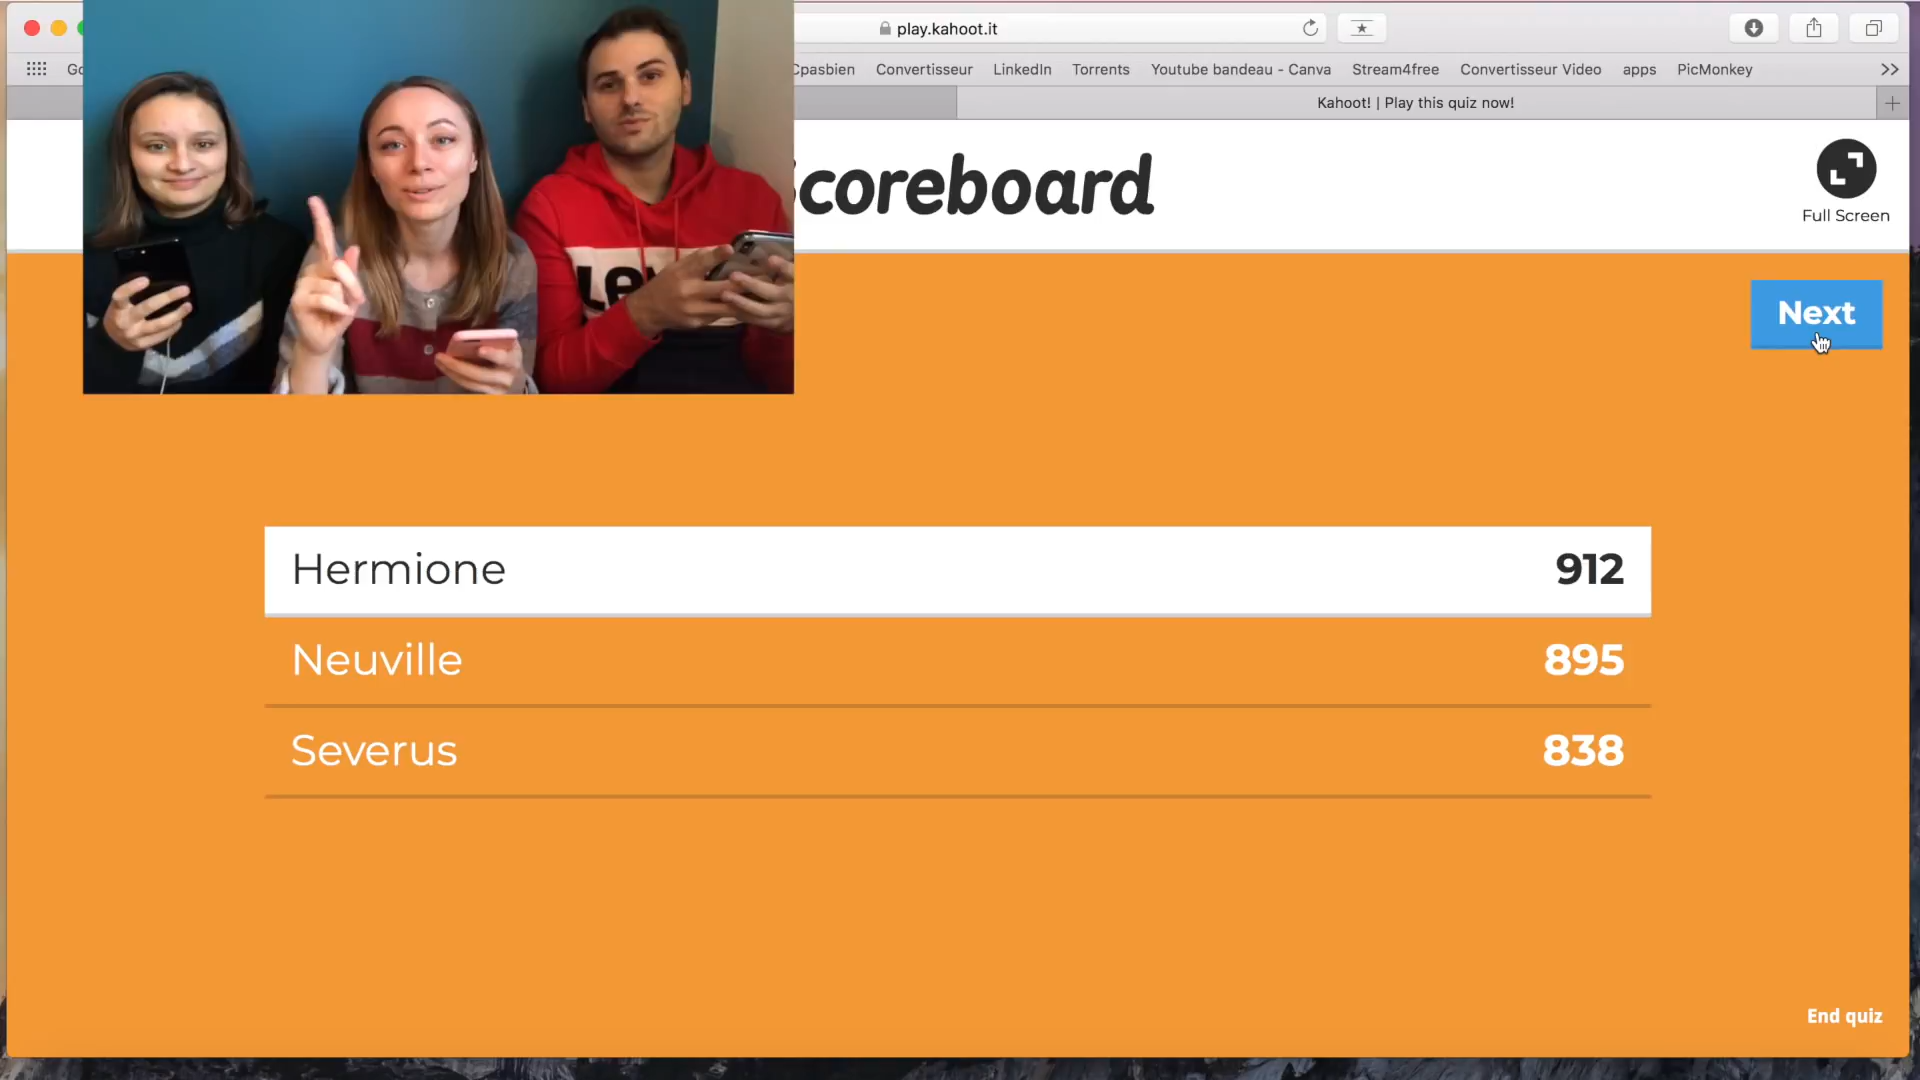 play.kahoot.it
Cpasbien Convertisseur LinkedIn Torrents Youtube bandeau - Canva Stream4free Convertisseur Video apps PicMonkey >>
Kahoot! | Play this quiz now!
Scoreboard
Full Screen
Next
Hermione 912
Neuville 895
Severus 838
End quiz